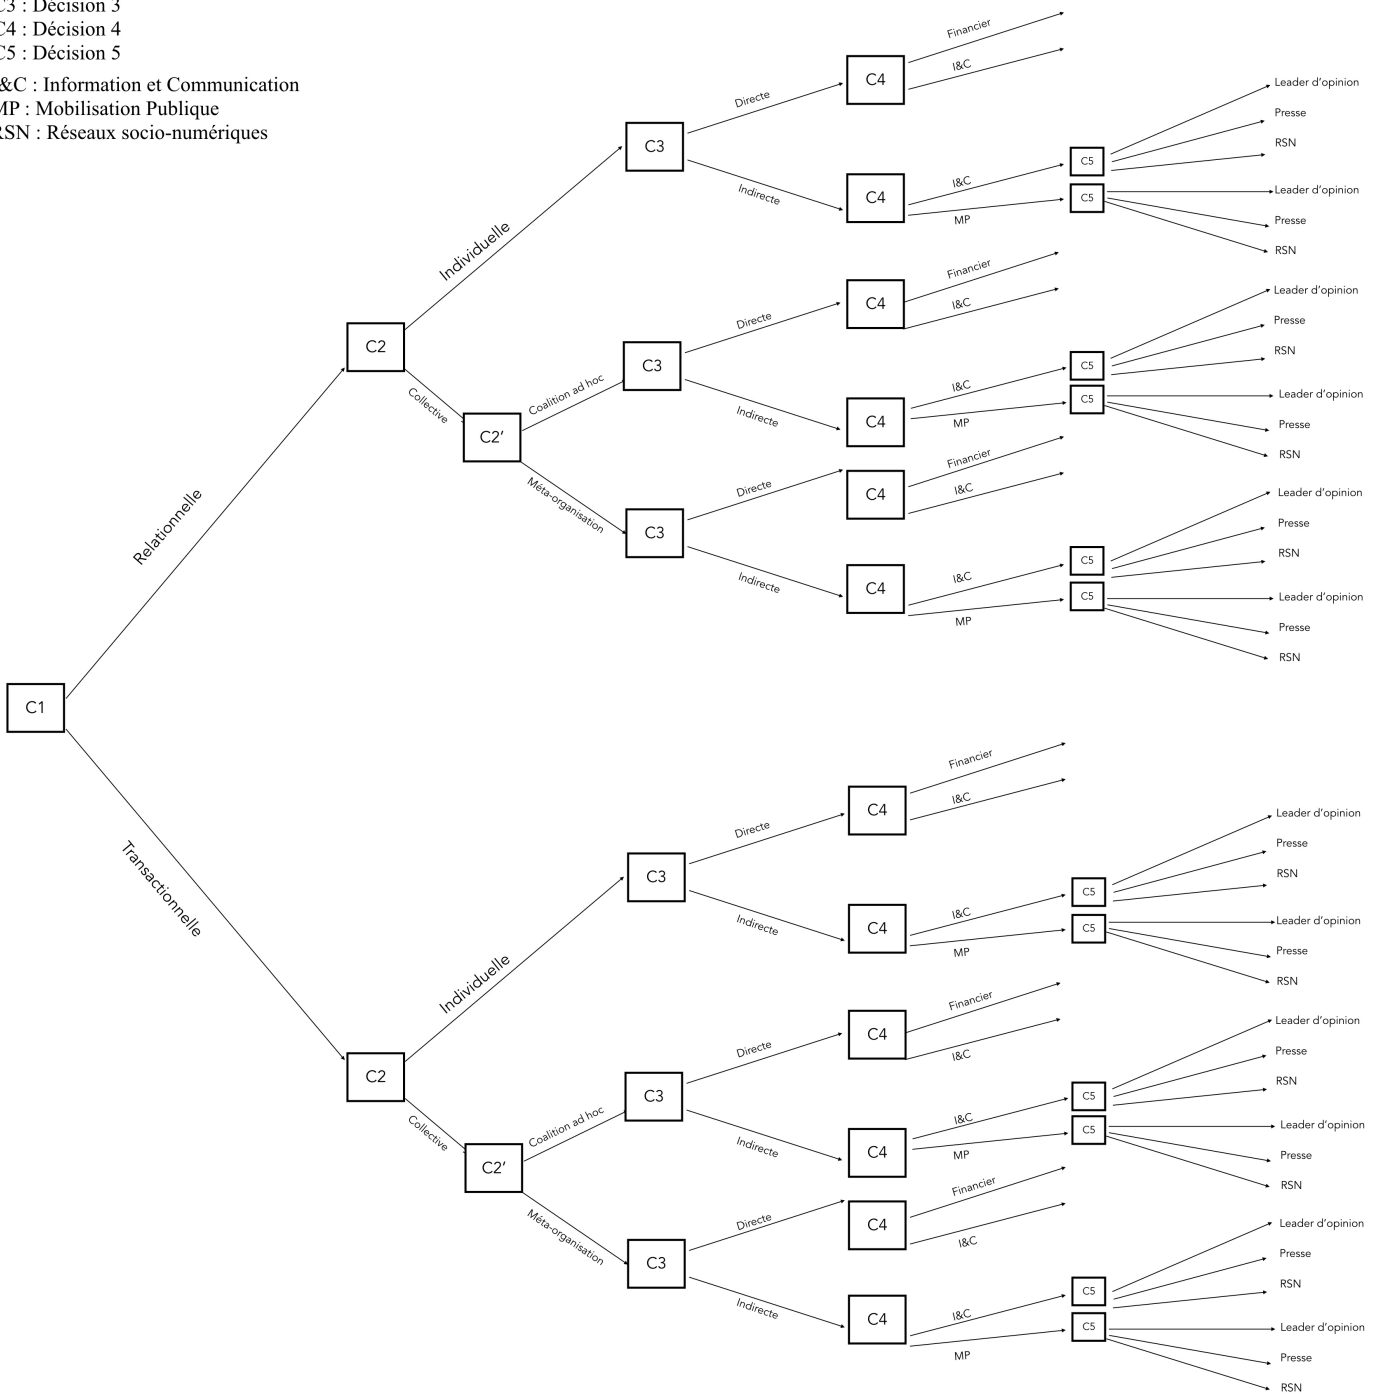 C3 : Décision 3
C4 : Décision 4
C5 : Décision 5
&C : Information et Communication
MP : Mobilisation Publique
RSN : Réseaux socio-numériques
Financier
I&C
C4
Directe
C3
Indirecte
C4
I&C
MP
C5
C5
Leader d'opinion
Presse
RSN
Leader d'opinion
Presse
RSN
Individuelle
C2
Collective
C2'
Coalition ad hoc
Méta-organisation
C3
Directe
Indirecte
C4
Financier
I&C
C4
I&C
MP
C5
C5
Leader d'opinion
Presse
RSN
Leader d'opinion
Presse
RSN
C3
Directe
Indirecte
C4
Financier
I&C
C4
I&C
MP
C5
C5
Leader d'opinion
Presse
RSN
Leader d'opinion
Presse
RSN
Relationnelle
C1
Transactionnelle
Financier
I&C
C4
Directe
C3
Indirecte
C4
I&C
MP
C5
C5
Leader d'opinion
Presse
RSN
Leader d'opinion
Presse
RSN
Individuelle
C2
Collective
C2'
Coalition ad hoc
Méta-organisation
C3
Directe
Indirecte
C4
Financier
I&C
C4
I&C
MP
C5
C5
Leader d'opinion
Presse
RSN
Leader d'opinion
Presse
RSN
C3
Directe
Indirecte
C4
Financier
I&C
C4
I&C
MP
C5
C5
Leader d'opinion
Presse
RSN
Leader d'opinion
Presse
RSN